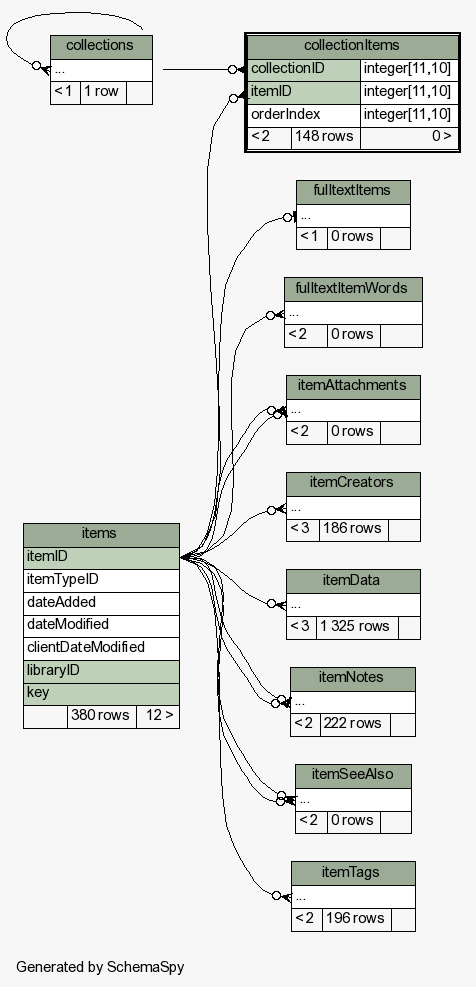 collections
...
< 1 1 row
collectionItems
collectionID integer[11,10]
itemID integer[11,10]
orderIndex integer[11,10]
< 2 148 rows 0 >
fulltextItems
...
< 1 0 rows
fulltextItemWords
...
< 2 0 rows
itemAttachments
...
< 2 0 rows
itemCreators
...
< 3 186 rows
items
itemID
itemTypeID
dateAdded
dateModified
clientDateModified
libraryID
key
380 rows 12 >
itemData
...
< 3 1 325 rows
itemNotes
...
< 2 222 rows
itemSeeAlso
...
< 2 0 rows
itemTags
...
< 2 196 rows
Generated by SchemaSpy